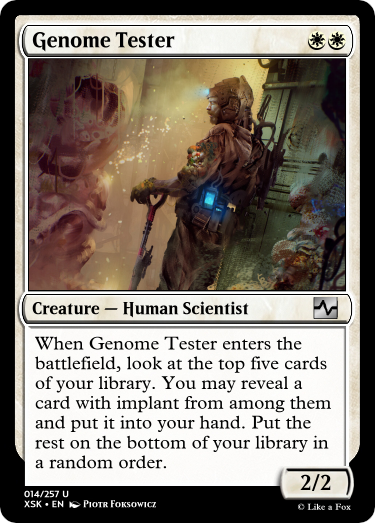 Genome Tester
Creature — Human Scientist
When Genome Tester enters the
battlefield, look at the top five cards
of your library. You may reveal a
card with implant from among them
and put it into your hand. Put the
rest on the bottom of your library in
a random order.
2/2
014/257 U
XSK • EN Piotr Foksowicz
© Like a Fox